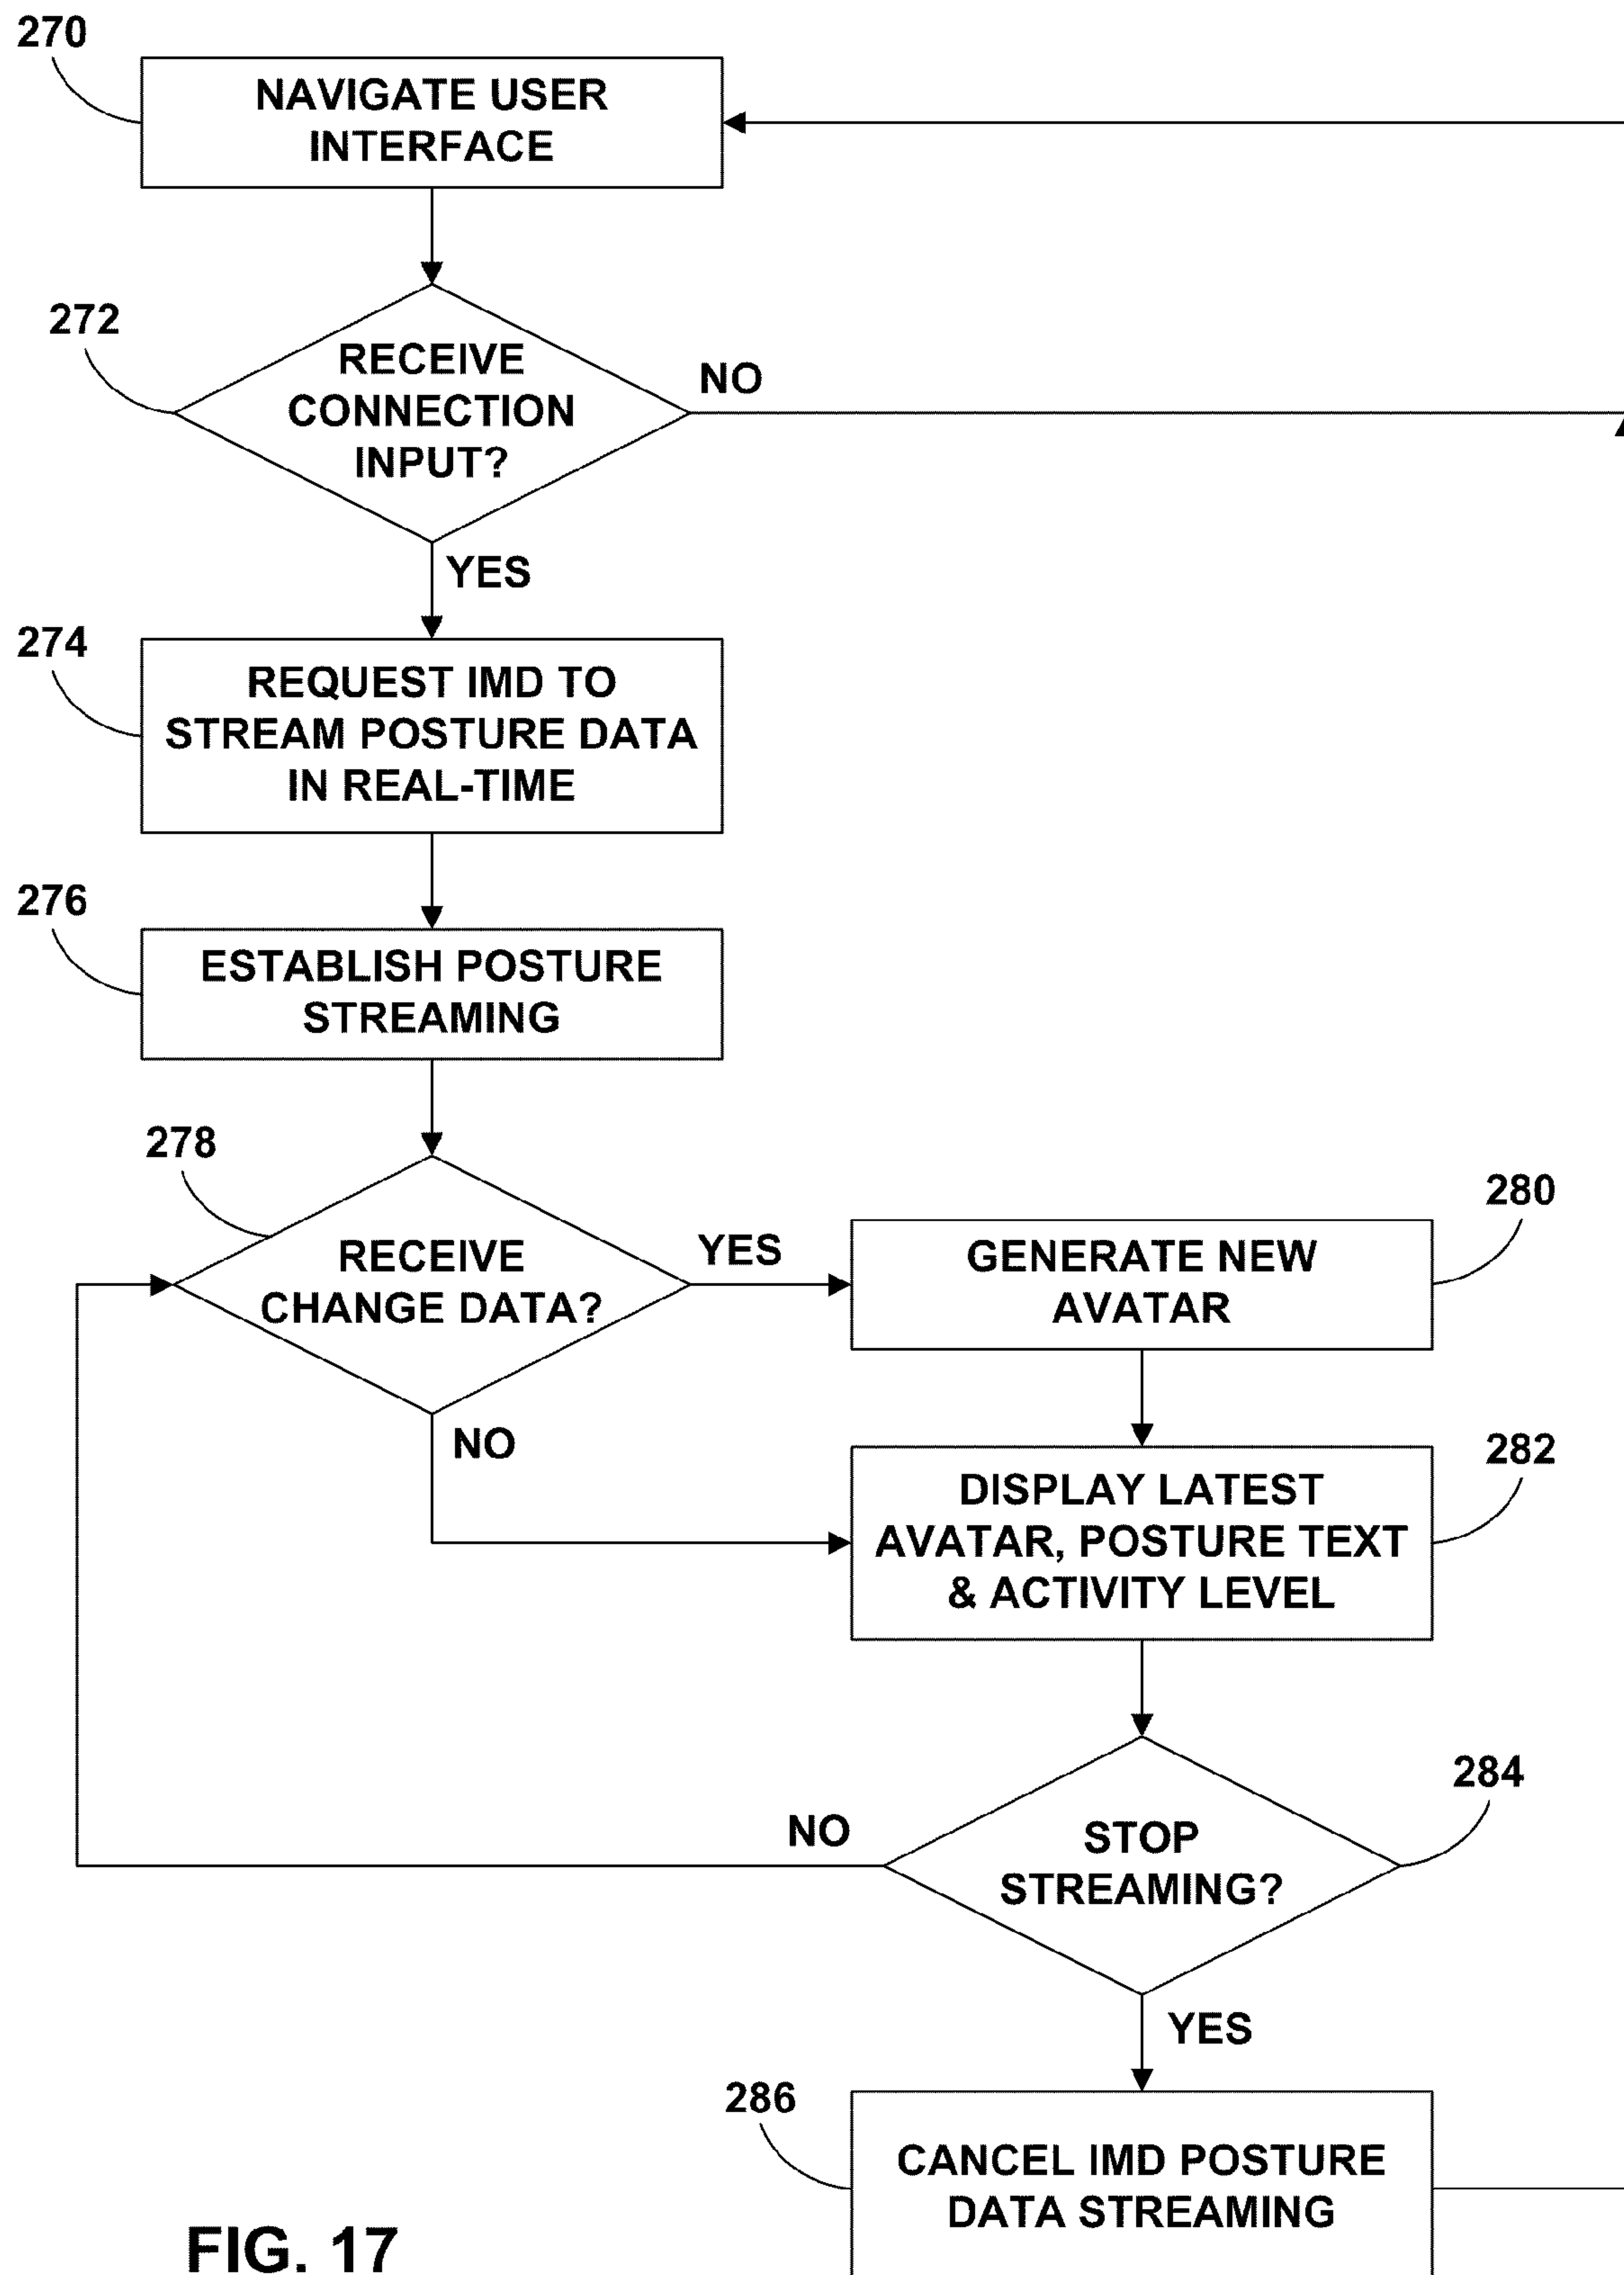 270
NAVIGATE USER
INTERFACE
272
RECEIVE
CONNECTION
INPUT?
NO
YES
274
REQUEST IMD TO
STREAM POSTURE DATA
IN REAL-TIME
276
ESTABLISH POSTURE
STREAMING
278
RECEIVE
CHANGE DATA?
YES
NO
280
GENERATE NEW
AVATAR
282
DISPLAY LATEST
AVATAR, POSTURE TEXT
& ACTIVITY LEVEL
284
STOP
STREAMING?
NO
YES
286
CANCEL IMD POSTURE
DATA STREAMING
FIG. 17